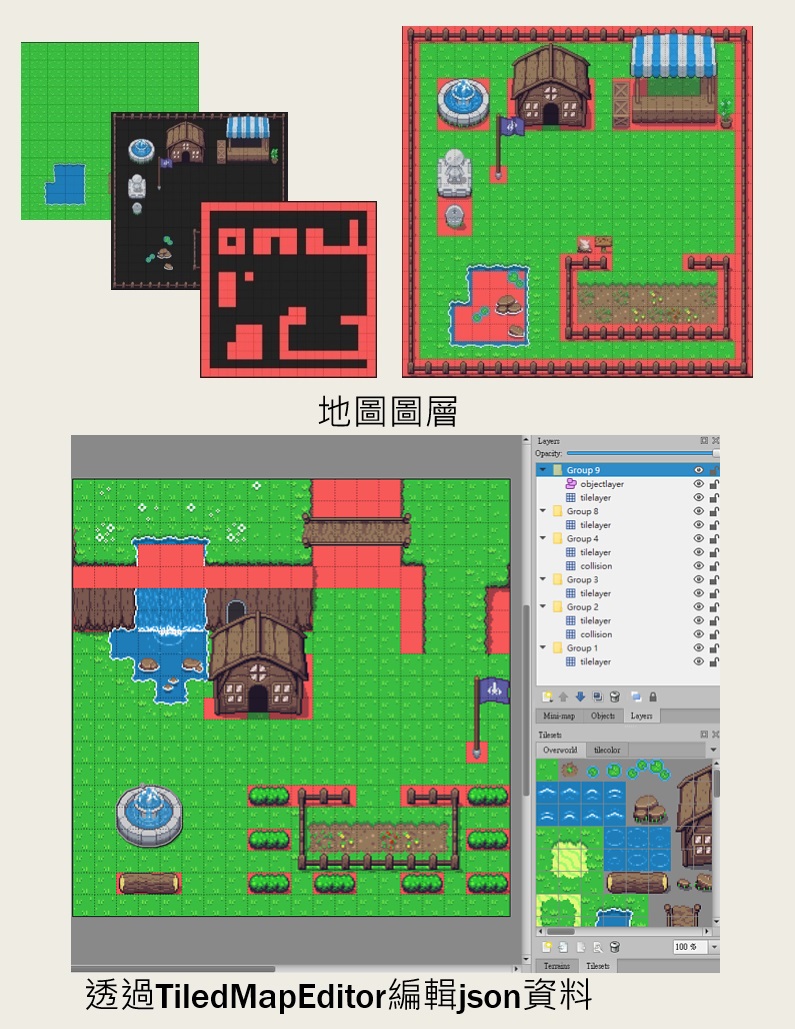 地圖圖層
Layers
Opacity:
Group 9
objectlayer
tilelayer
Group 8
tilelayer
Group 4
tilelayer
collision
Group 3
tilelayer
Group 2
tilelayer
collision
Group 1
tilelayer
Mini-map Objects Layers
Tilesets
Overworld tilecolor
100 %
Terrains Tilesets
透過TiledMapEditor編輯json資料